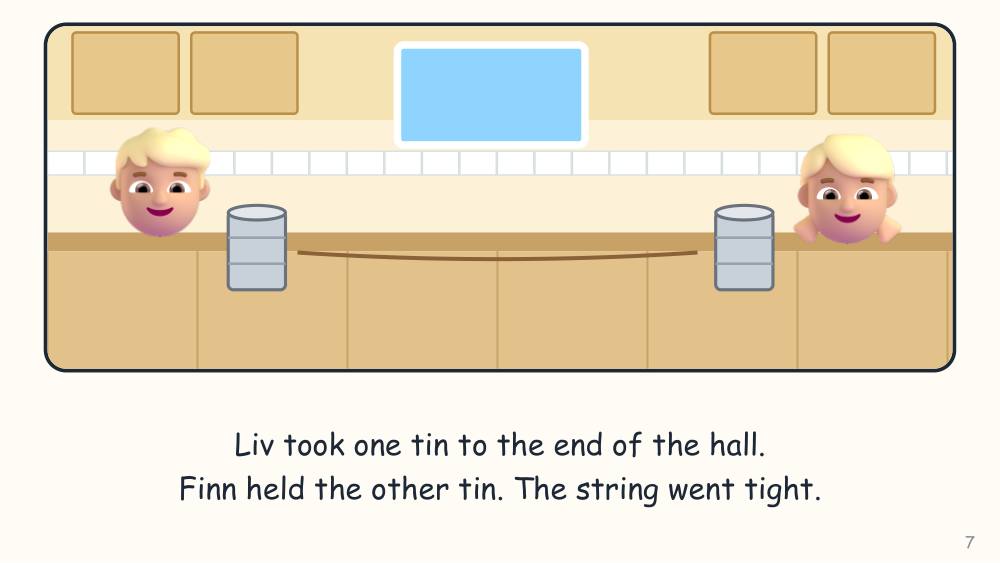 Liv took one tin to the end of the hall.
Finn held the other tin. The string went tight.
7